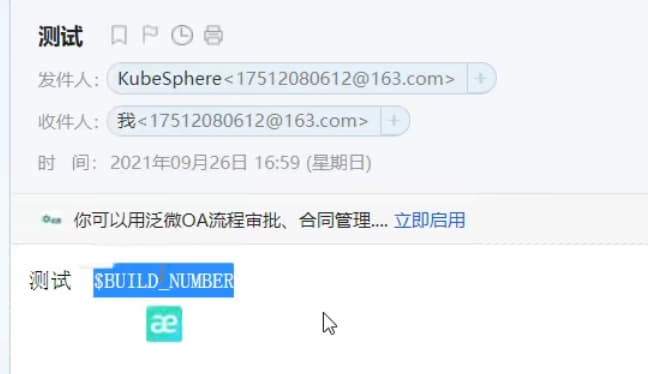 测试
发件人：KubeSphere<17512080612@163.com> +
收件人：我<17512080612@163.com> +
时 间：2021年09月26日 16:59 (星期日)
你可以用泛微OA流程审批、合同管理.... 立即启用
测试 $BUILD_NUMBER
æ